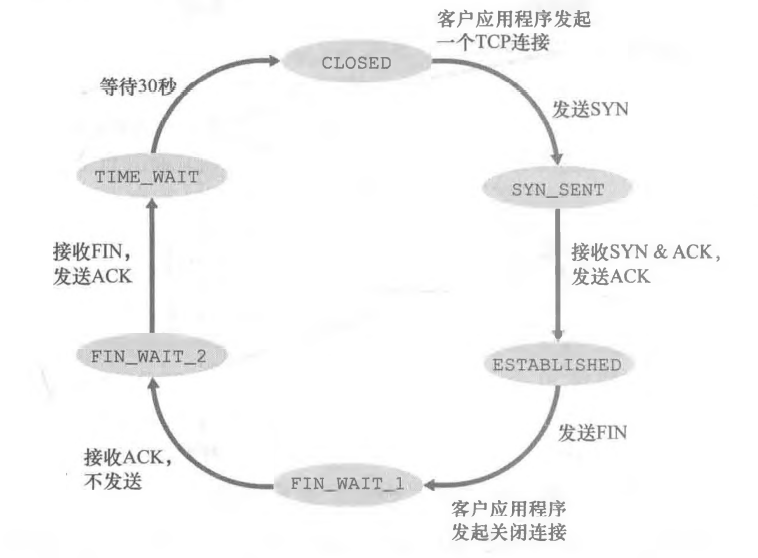 客户应用程序发起
一个TCP连接
CLOSED
等待30秒
发送SYN
TIME_WAIT
SYN_SENT
接收FIN，
发送ACK
接收SYN & ACK，
发送ACK
FIN_WAIT_2
ESTABLISHED
发送FIN
接收ACK，
不发送
FIN_WAIT_1
客户应用程序
发起关闭连接